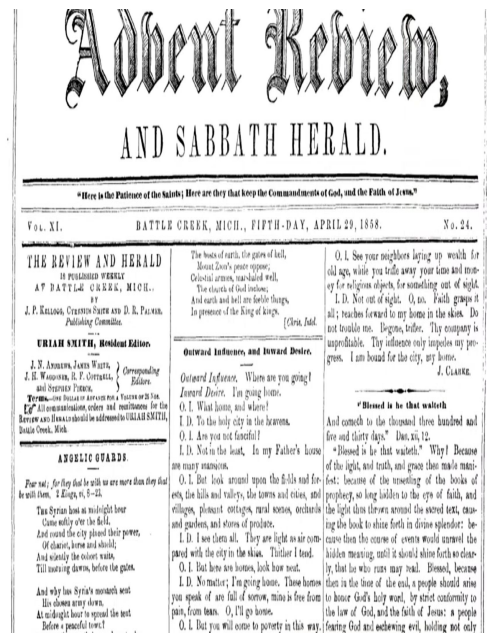 Advent Review,
AND SABBATH HERALD.
"Here is the Patience of the Saints; Here are they that keep the Commandments of God, and the Faith of Jesus."
VOL. XI. BATTLE CREEK, MICH., FIFTH-DAY, APRIL 29, 1858. No. 24.
THE REVIEW AND HERALD
IS PUBLISHED WEEKLY
AT BATTLE CREEK, MICH.,
BY
J. P. KELLOGG, CYRENIUS SMITH AND D. R. PALMER,
Publishing Committee.
URIAH SMITH, Resident Editor.
J. N. ANDREWS, JAMES WHITE,
J. H. WAGGONER, R. F. COTTRELL,
and STEPHEN PIERCE,
Corresponding
Editors.
Terms.—ONE DOLLAR IN ADVANCE FOR A VOLUME OF 26 NOS.
All communications, orders and remittances for the
REVIEW AND HERALD should be addressed to URIAH SMITH,
Battle Creek, Mich.
ANGELIC GUARDS.
Fear not; for they that be with us are more than they that
be with them. 2 Kings, vi, 8-23,
THE Syrian host at midnight hour
Came softly o'er the field,
And round the city placed their power,
Of chariot, horse and shield;
And silently the cohort waits,
Till morning dawns, before the gates.
And why has Syria's monarch sent
His chosen army down,
At midnight hour to spread the tent
Before a peaceful town?
The hosts of earth, the gates of hell,
Mount Zion's peace oppose;
Celestial armies, marshaled well,
The church of God inclose;
And earth and hell are feeble things,
In presence of the King of kings.
[Chris. Intel.
Outward Influence, and Inward Desire.
Outward Influence. Where are you going?
Inward Desire. I'm going home.
O. I. What home, and where?
I. D. To the holy city in the heavens.
O. I. Are you not fanciful?
I. D. Not in the least. In my Father's house
are many mansions.
O. I. But look around upon the fields and for-
ests, the hills and valleys, the towns and cities, and
villages, pleasant cottages, rural scenes, orchards
and gardens, and stores of produce.
I. D. I see them all. They are light as air com-
pared with the city in the skies. Thither I tend.
O. I. But here are homes, look how neat.
I. D. No matter; I'm going home. These homes
you speak of are full of sorrow, mine is free from
pain, from tears. O, I'll go home.
O. I. But you will come to poverty in this way.
O. I. See your neighbors laying up wealth for
old age, while you trifle away your time and mon-
ey for religious objects, for something out of sight.
I. D. Not out of sight. O, no. Faith grasps it
all; reaches forward to my home in the skies. Do
not trouble me. Begone, trifler. Thy company is
unprofitable. Thy influence only impedes my pro-
gress. I am bound for the city, my home.
J. CLARKE.
"Blessed is he that waiteth
And cometh to the thousand three hundred and
five and thirty days." Dan. xii, 12.
"Blessed is he that waiteth." Why? Because
of the light, and truth, and grace thus made mani-
fest: because of the unsealing of the books of
prophecy, so long hidden to the eye of faith, and
the light thus thrown around the sacred text, caus-
ing the book to shine forth in divine splendor: be-
cause then the course of events would unravel the
hidden meaning, until it should shine forth so clear-
ly, that he who runs may read. Blessed, because
then in the time of the end, a people should arise
to honor God's holy word, by strict conformity to
the law of God, and the faith of Jesus: a people
fearing God and eschewing evil, holding not only